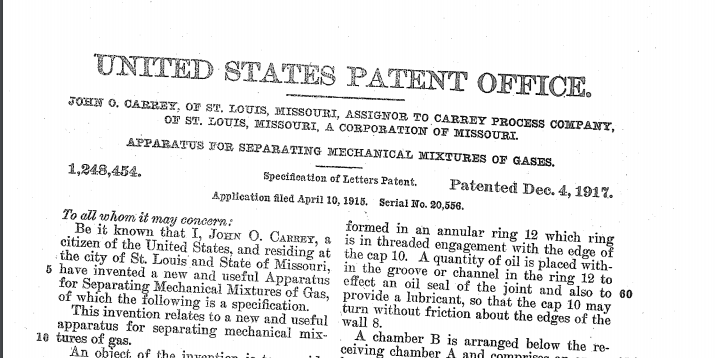 UNITED STATES PATENT OFFICE.
JOHN O. CARREY, OF ST. LOUIS, MISSOURI, ASSIGNOR TO CARREY PROCESS COMPANY,
OF ST. LOUIS, MISSOURI, A CORPORATION OF MISSOURI.
APPARATUS FOR SEPARATING MECHANICAL MIXTURES OF GASES.
1,248,454.
Specification of Letters Patent.
Patented Dec. 4, 1917.
Application filed April 10, 1915. Serial No. 20,556.
To all whom it may concern:
Be it known that I, JOHN O. CARREY, a
citizen of the United States, and residing at
the city of St. Louis and State of Missouri,
5 have invented a new and useful Apparatus
for Separating Mechanical Mixtures of Gas,
of which the following is a specification.
This invention relates to a new and useful
apparatus for separating mechanical mix-
10 tures of gas.
An object of the invention is to
formed in an annular ring 12 which ring
is in threaded engagement with the edge of
the cap 10. A quantity of oil is placed with-
in the groove or channel in the ring 12 to
effect an oil seal of the joint and also to 60
provide a lubricant, so that the cap 10 may
turn without friction about the edges of the
wall 8.
A chamber B is arranged below the re-
ceiving chamber A and comprises